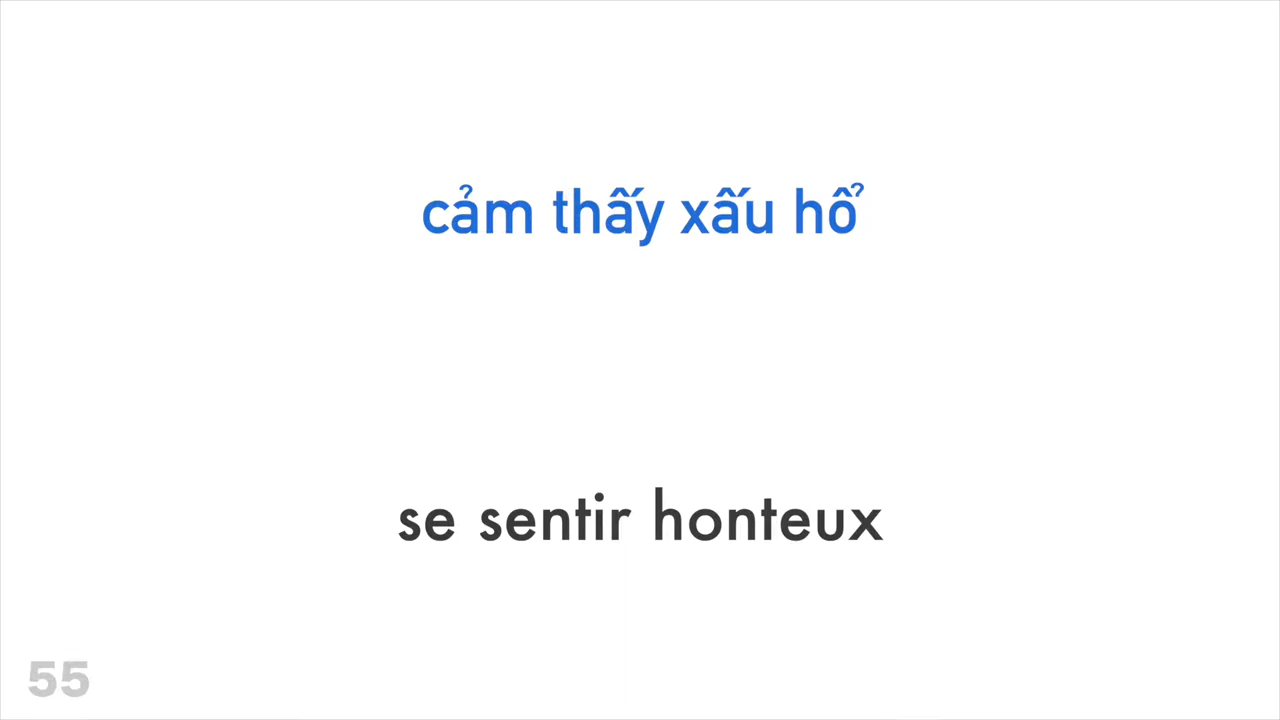 cảm thấy xấu hổ
se sentir honteux
55